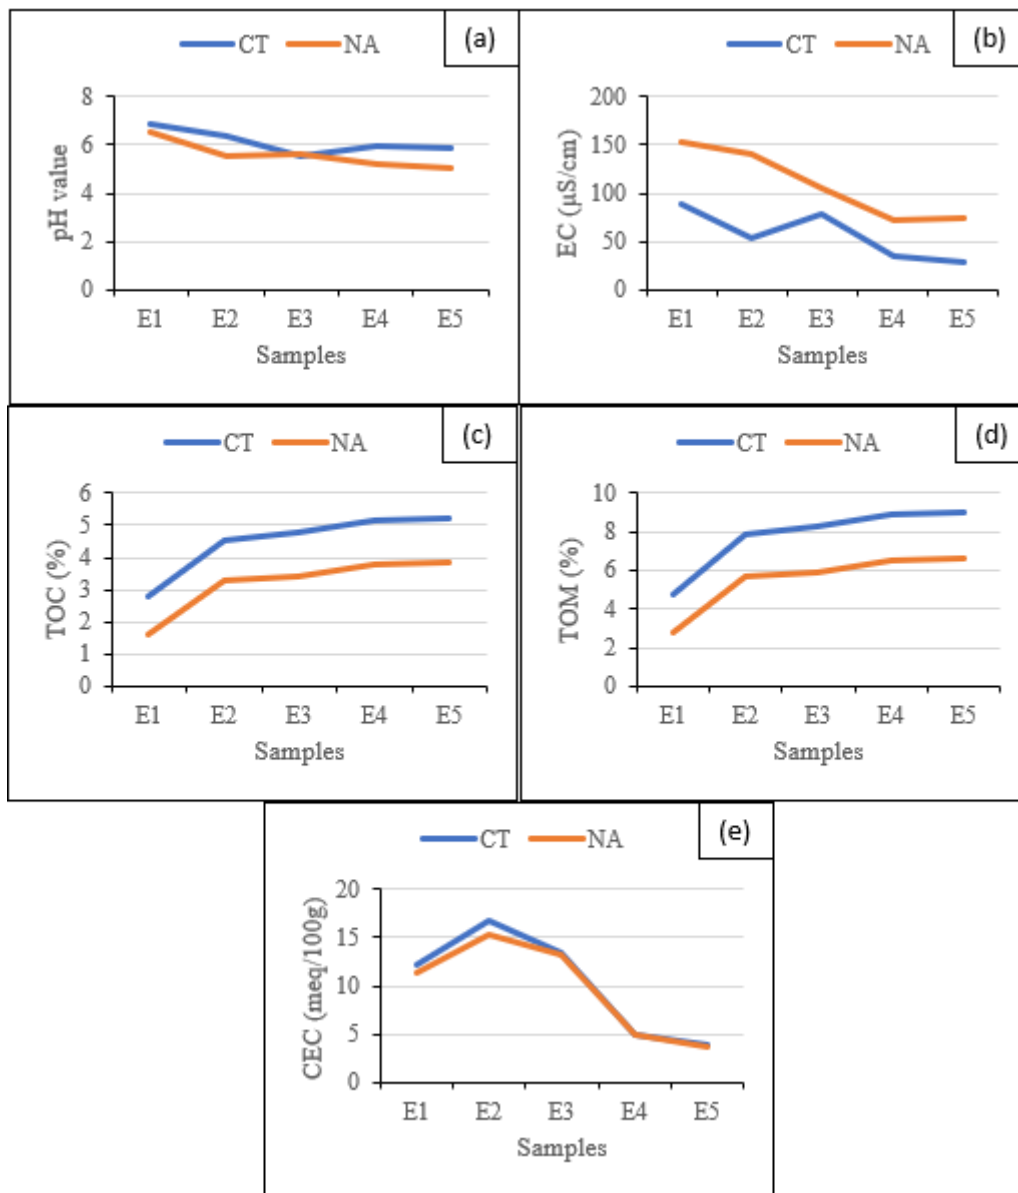 CT NA (a)
pH value
8
6
4
2
0
E1 E2 E3 E4 E5
Samples
CT NA (b)
EC (µS/cm)
200
150
100
50
0
E1 E2 E3 E4 E5
Samples
CT NA (c)
TOC (%)
6
5
4
3
2
1
0
E1 E2 E3 E4 E5
Samples
CT NA (d)
TOM (%)
10
8
6
4
2
0
E1 E2 E3 E4 E5
Samples
CT NA (e)
CEC (meq/100g)
20
15
10
5
0
E1 E2 E3 E4 E5
Samples